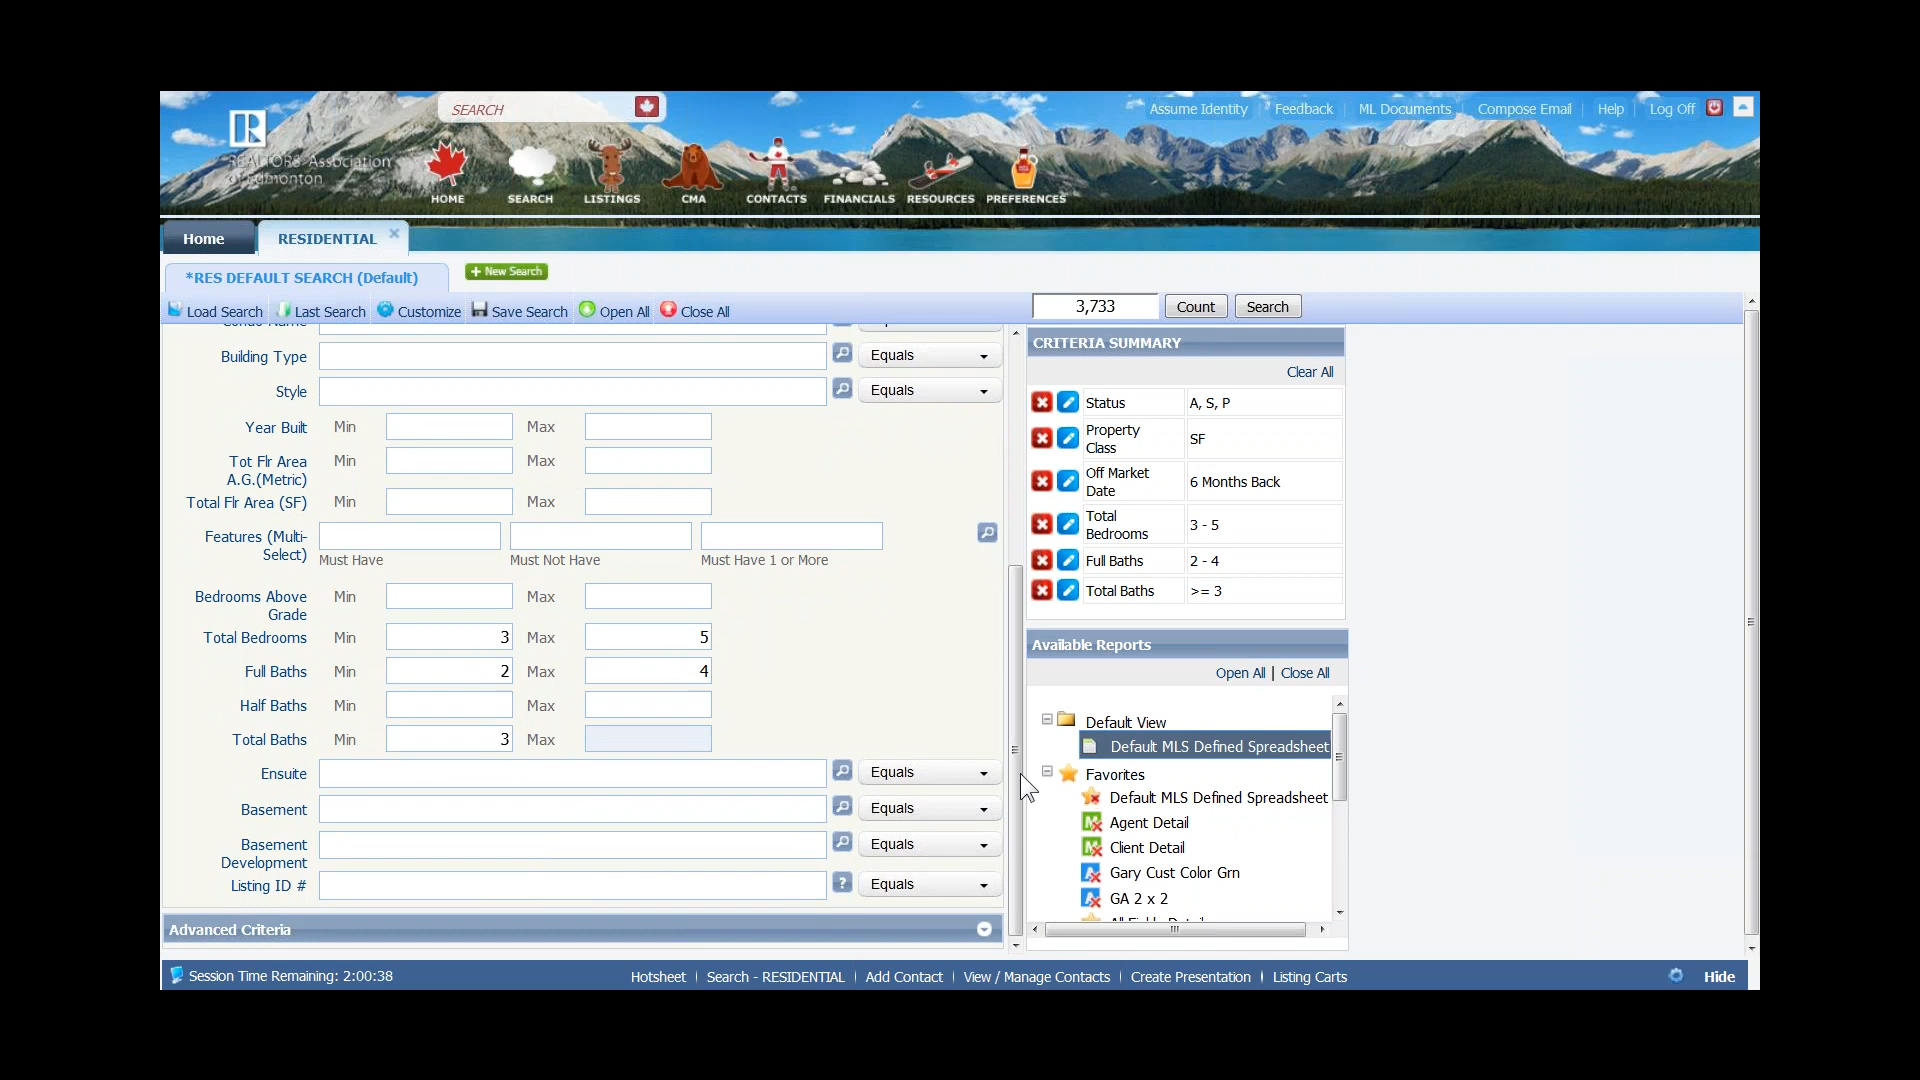 SEARCH
Assume Identity
Feedback
ML Documents
Compose Email
Help
Log Off
REALTORS Association
of Edmonton
HOME
SEARCH
LISTINGS
CMA
CONTACTS
FINANCIALS
RESOURCES
PREFERENCES
Home
RESIDENTIAL
*RES DEFAULT SEARCH (Default)
+ New Search
Load Search
Last Search
Customize
Save Search
Open All
Close All
3,733
Count
Search
Condo Name
Building Type
Equals
Style
Equals
Year Built Min Max
Tot Flr Area
A.G.(Metric)
Min Max
Total Flr Area (SF) Min Max
Features (Multi-
Select)
Must Have
Must Not Have
Must Have 1 or More
Bedrooms Above
Grade
Min Max
Total Bedrooms Min 3 Max 5
Full Baths Min 2 Max 4
Half Baths Min Max
Total Baths Min 3 Max
Ensuite Equals
Basement Equals
Basement
Development
Equals
Listing ID # ? Equals
Advanced Criteria
CRITERIA SUMMARY
Clear All
Status A, S, P
Property
Class
SF
Off Market
Date
6 Months Back
Total
Bedrooms
3 - 5
Full Baths 2 - 4
Total Baths >= 3
Available Reports
Open All | Close All
Default View
Default MLS Defined Spreadsheet
Favorites
Default MLS Defined Spreadsheet
Agent Detail
Client Detail
Gary Cust Color Grn
GA 2 x 2
Session Time Remaining: 2:00:38
Hotsheet
Search - RESIDENTIAL
Add Contact
View / Manage Contacts
Create Presentation
Listing Carts
Hide